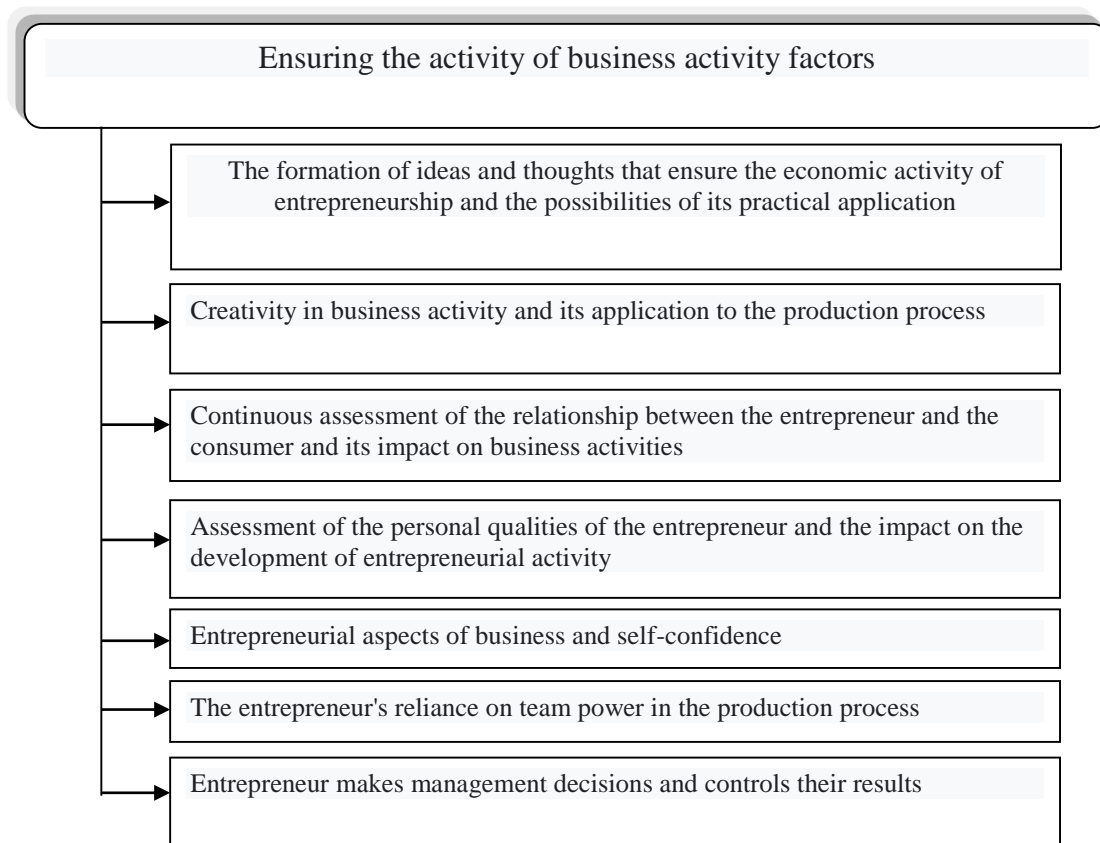 Ensuring the activity of business activity factors
The formation of ideas and thoughts that ensure the economic activity of
entrepreneurship and the possibilities of its practical application
Creativity in business activity and its application to the production process
Continuous assessment of the relationship between the entrepreneur and the
consumer and its impact on business activities
Assessment of the personal qualities of the entrepreneur and the impact on the
development of entrepreneurial activity
Entrepreneurial aspects of business and self-confidence
The entrepreneur's reliance on team power in the production process
Entrepreneur makes management decisions and controls their results